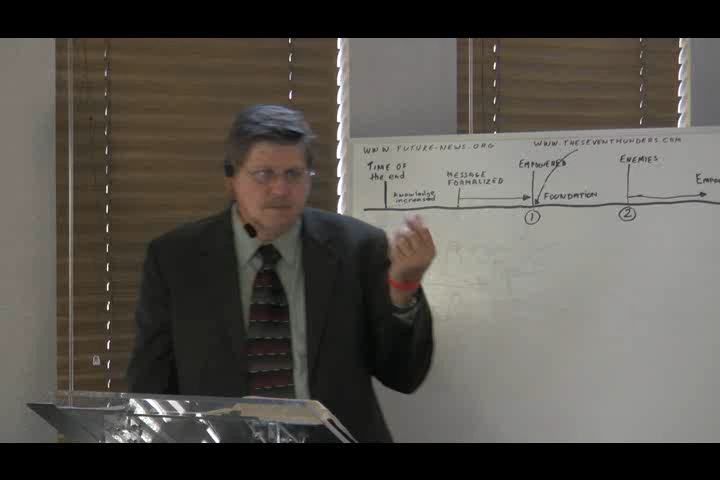 WWW.FUTURE-NEWS.ORG
WWW.THESEVENTHUNDERS.COM
TIME OF
the end
knowledge
increased
MESSAGE
FORMALIZED
EMPOWERED
FOUNDATION
ENEMIES
1
2